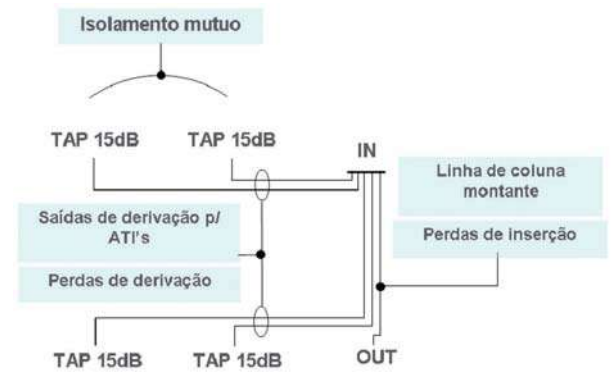 Isolamento mutuo
TAP 15dB
TAP 15dB
IN
Linha de coluna
montante
Saídas de derivação p/
ATI's
Perdas de inserção
Perdas de derivação
TAP 15dB
TAP 15dB
OUT